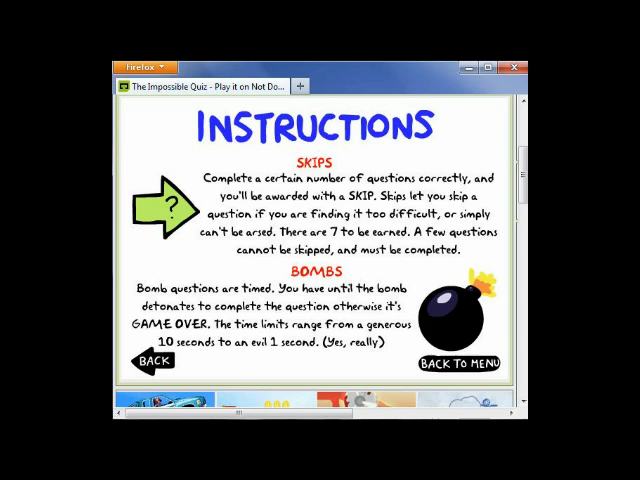 Firefox
The Impossible Quiz - Play it on Not Do...
INSTRUCTIONS
SKIPS
Complete a certain number of questions correctly, and
you'll be awarded with a SKIP. Skips let you skip a
question if you are finding it too difficult, or simply
can't be arsed. There are 7 to be earned. A few questions
cannot be skipped, and must be completed.
?
BOMBS
Bomb questions are timed. You have until the bomb
detonates to complete the question otherwise it's
GAME OVER. The time limits range from a generous
10 seconds to an evil 1 second. (Yes, really)
BACK
BACK TO MENU